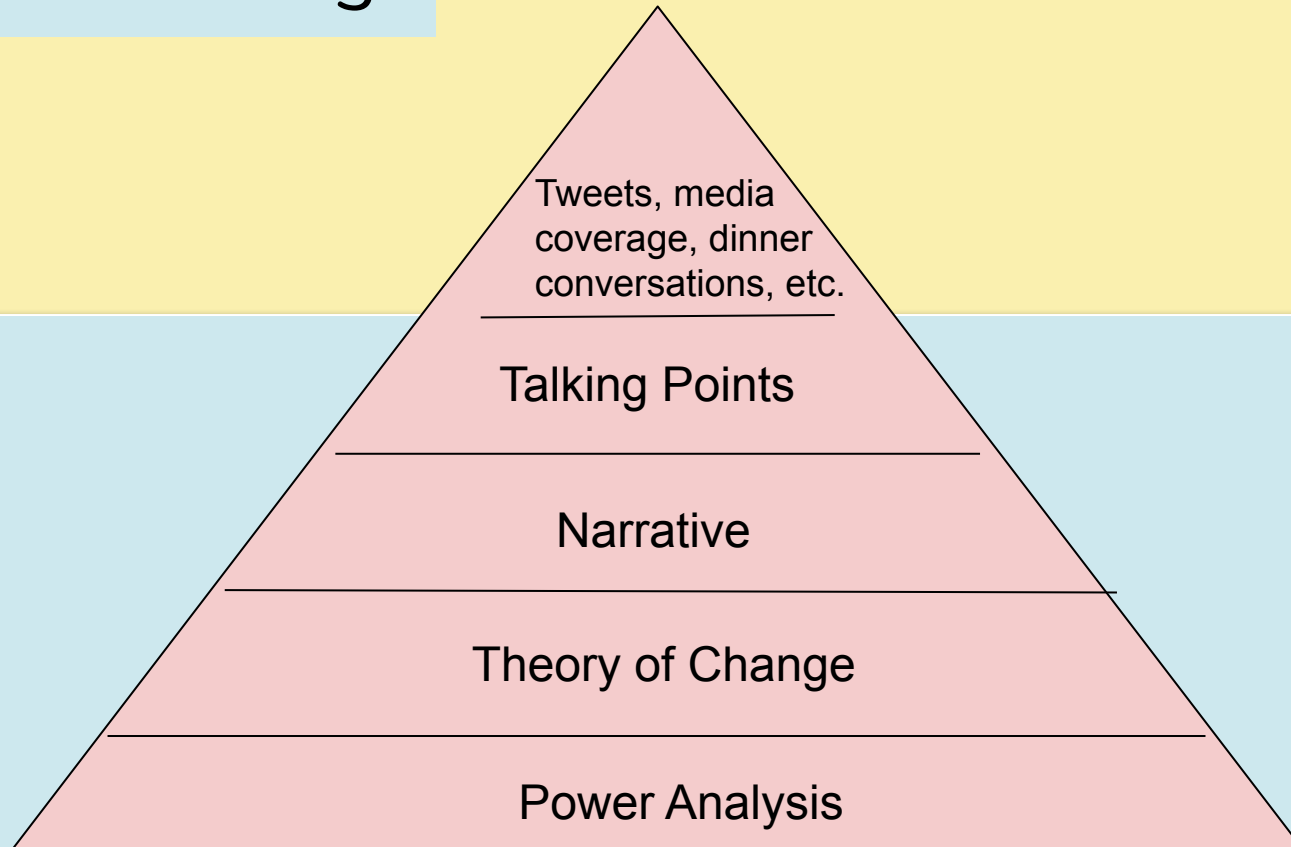 Tweets, media
coverage, dinner
conversations, etc.
Talking Points
Narrative
Theory of Change
Power Analysis